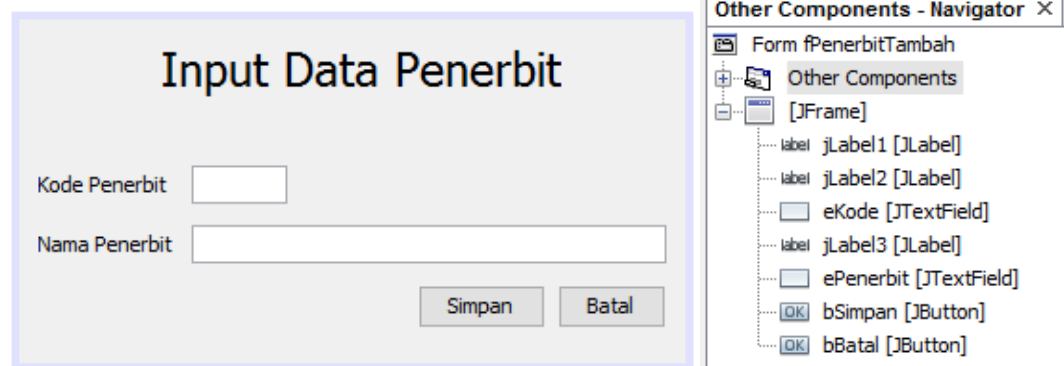 Input Data Penerbit
Kode Penerbit
Nama Penerbit
Simpan Batal
Other Components - Navigator ×
Form fPenerbitTambah
Other Components
[JFrame]
label jLabel1 [JLabel]
label jLabel2 [JLabel]
eKode [JTextField]
label jLabel3 [JLabel]
ePenerbit [JTextField]
OK bSimpan [JButton]
OK bBatal [JButton]